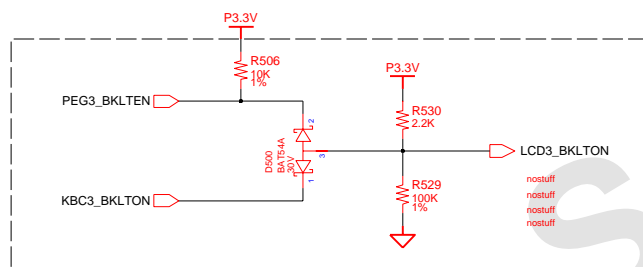 P3.3V
R506
10K
1%
P3.3V
PEG3_BKLTEN
R530
2.2K
2
D500
BAT54A
30V
3
LCD3_BKLTON
1
R529
100K
1%
KBC3_BKLTON
nostuff
nostuff
nostuff
nostuff
S